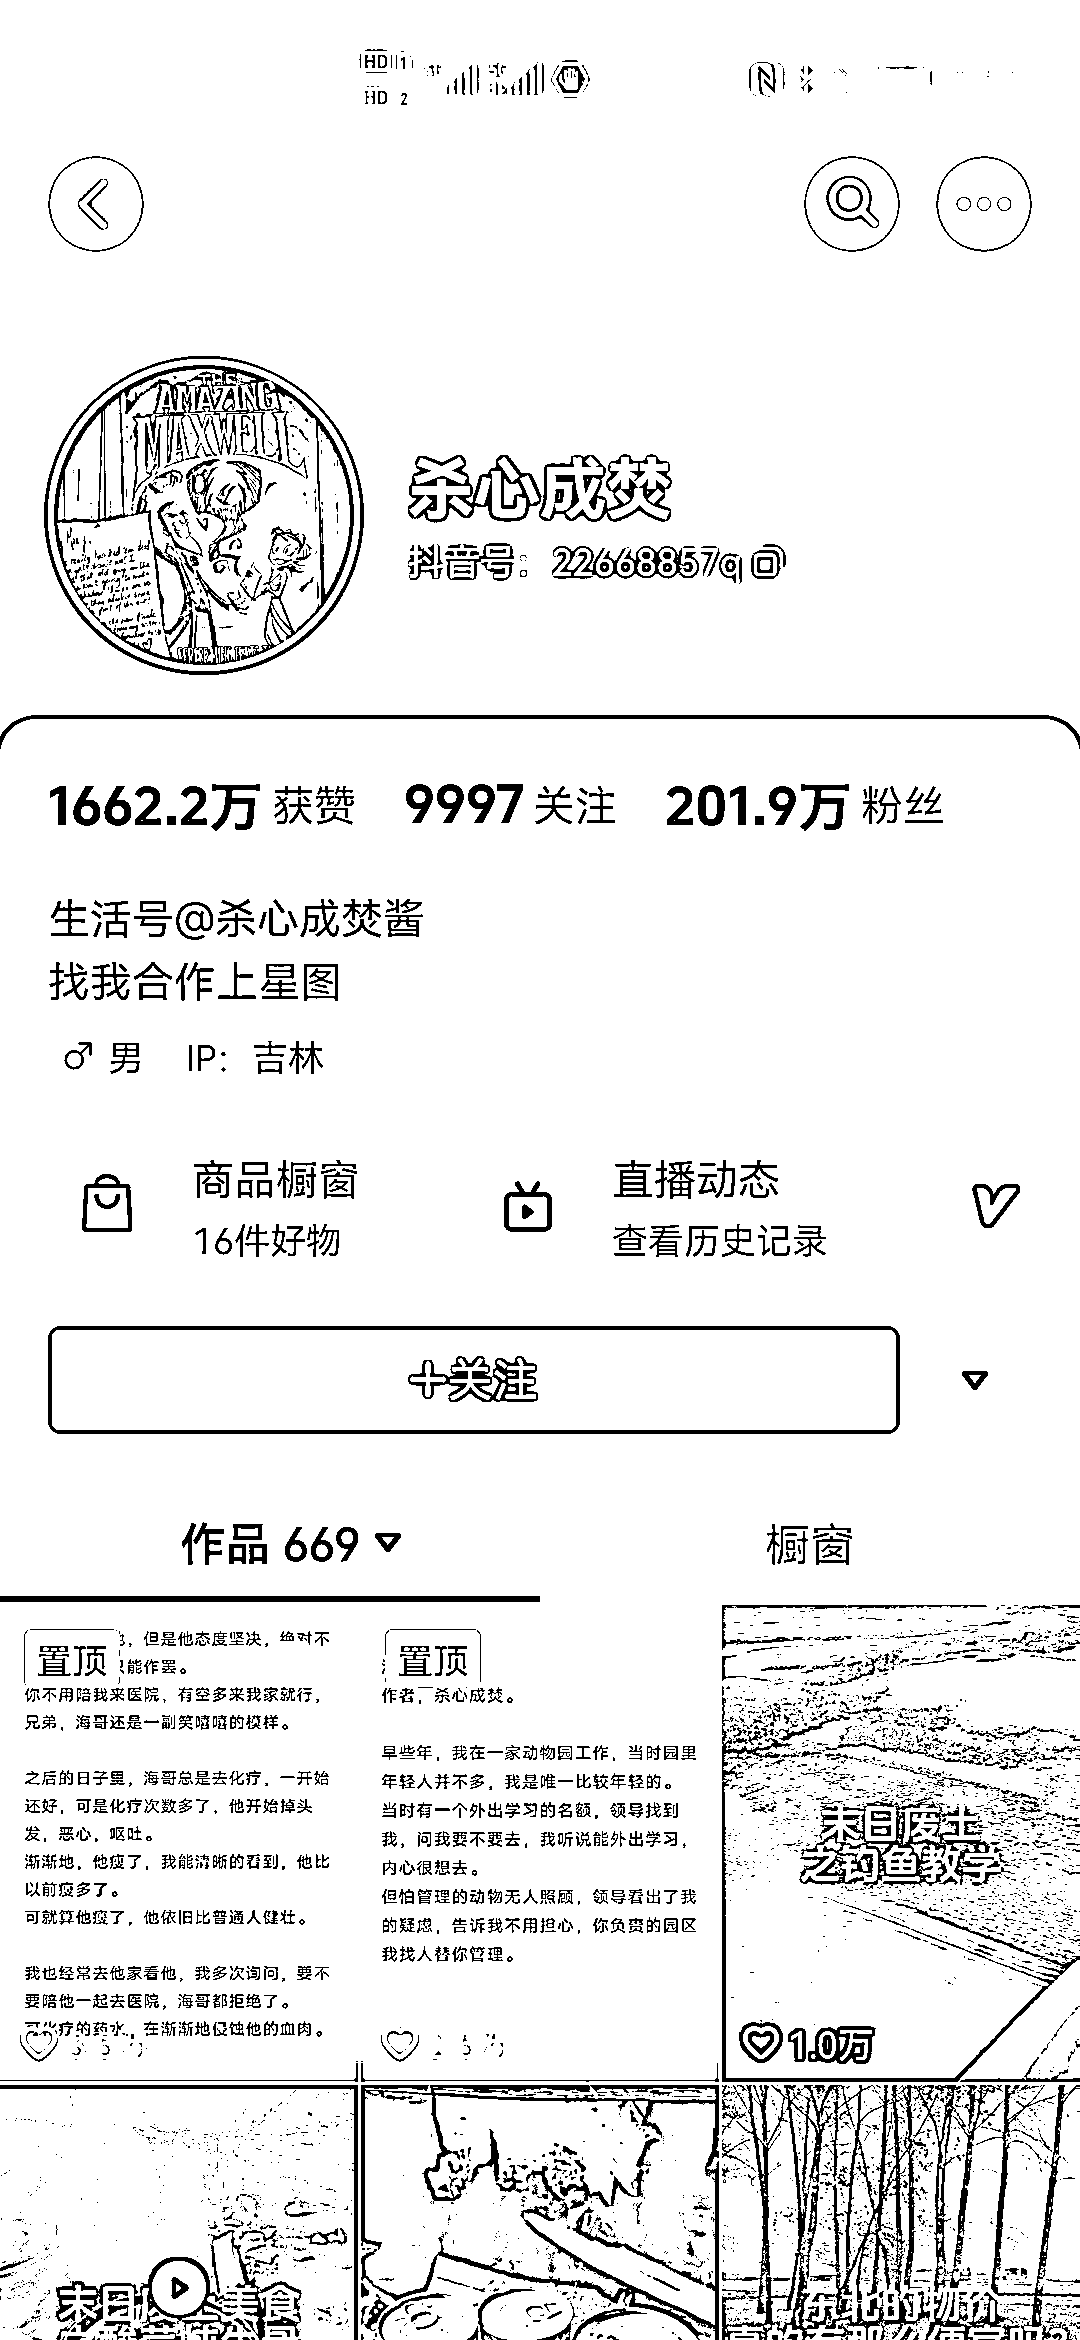 HD 1
HD 2
THE
AMAZING
MAXWELL
杀心成焚
抖音号：22668857q
1662.2万 获赞 9997 关注 201.9万 粉丝
生活号@杀心成焚酱
找我合作上星图
♂ 男 IP：吉林
商品橱窗
16件好物
直播动态
查看历史记录
+关注
作品 669
橱窗
置顶
，但是他态度坚决，绝对不
能作罢。
你不用陪我来医院，有空多来我家就行，
兄弟，海哥还是一副笑嘻嘻的模样。
之后的日子里，海哥总是去化疗，一开始
还好，可是化疗次数多了，他开始掉头
发，恶心，呕吐。
渐渐地，他瘦了，我能清晰的看到，他比
以前瘦多了。
可就算他瘦了，他依旧比普通人健壮。
我也经常去他家看他，我多次询问，要不
要陪他一起去医院，海哥都拒绝了。
可化疗的药水，在渐渐地侵蚀他的血肉。
置顶
作者，杀心成焚。
早些年，我在一家动物园工作，当时园里
年轻人并不多，我是唯一比较年轻的。
当时有一个外出学习的名额，领导找到
我，问我要不要去，我听说能外出学习，
内心很想去。
但怕管理的动物无人照顾，领导看出了我
的疑虑，告诉我不用担心，你负责的园区
我找人替你管理。
末日废土
之钓鱼教学
1.0万
末日 美食
东北的物价